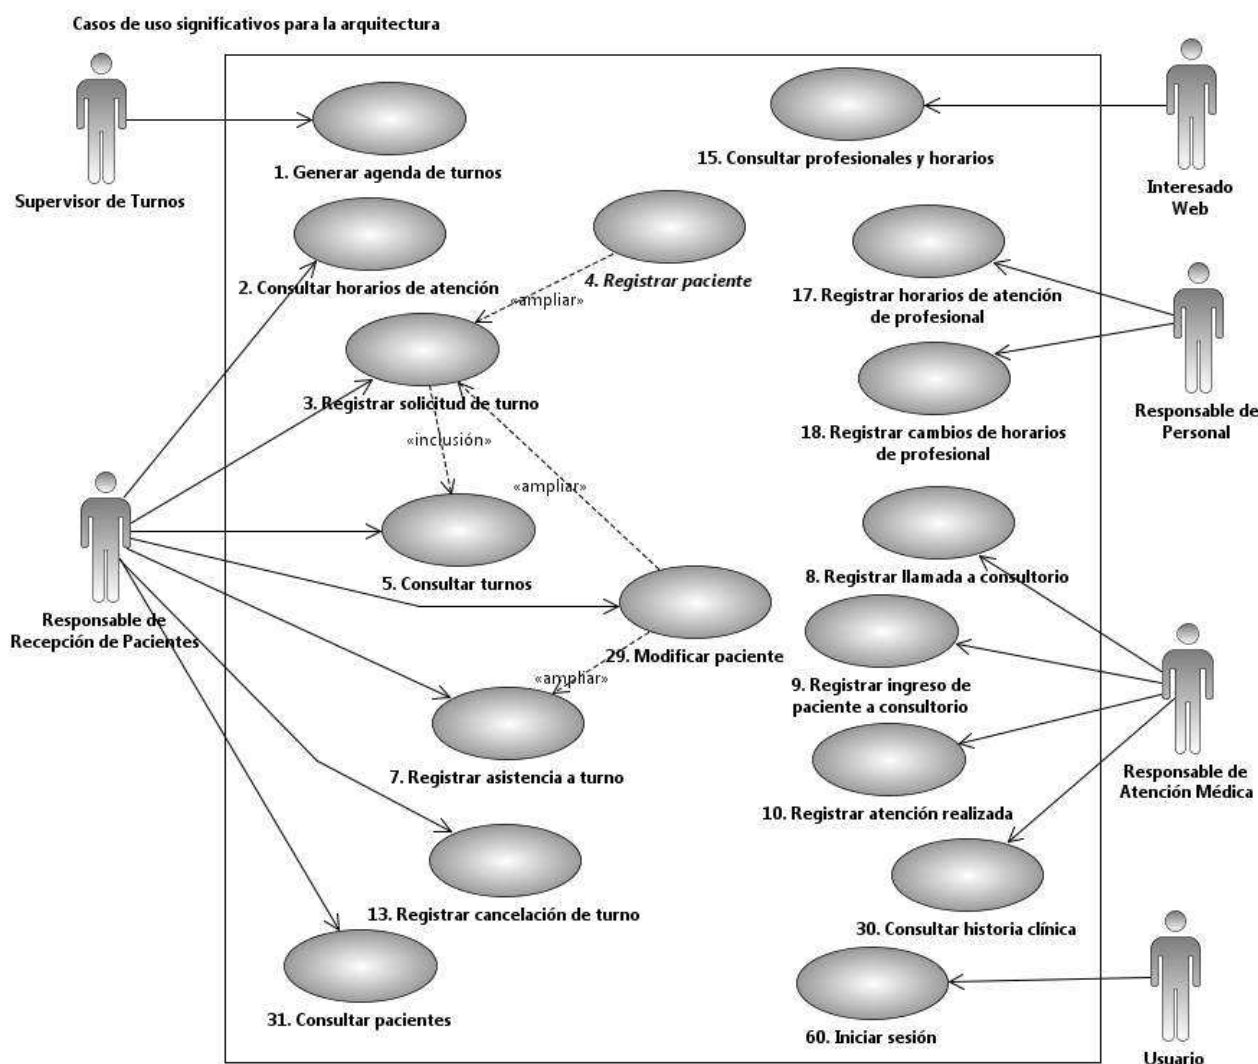 Casos de uso significativos para la arquitectura
Supervisor de Turnos
1. Generar agenda de turnos
15. Consultar profesionales y horarios
Interesado
Web
2. Consultar horarios de atención
4. Registrar paciente
«ampliar»
17. Registrar horarios de atención
de profesional
3. Registrar solicitud de turno
«inclusión»
18. Registrar cambios de horarios
de profesional
Responsable de
Personal
«ampliar»
5. Consultar turnos
8. Registrar llamada a consultorio
Responsable de
Recepción de Pacientes
29. Modificar paciente
«ampliar»
9. Registrar ingreso de
paciente a consultorio
7. Registrar asistencia a turno
10. Registrar atención realizada
Responsable de
Atención Médica
13. Registrar cancelación de turno
30. Consultar historia clínica
31. Consultar pacientes
60. Iniciar sesión
Usuario